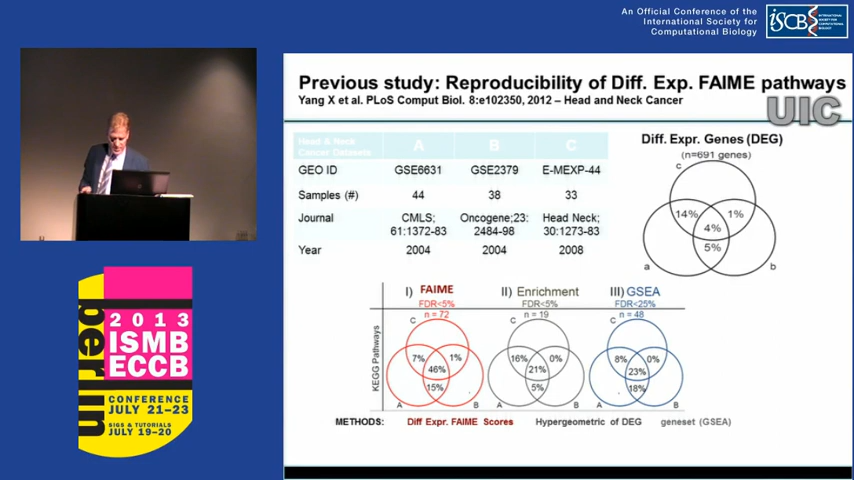 An Official Conference of the
International Society for
Computational Biology
ISCB
INTERNATIONAL
SOCIETY FOR
COMPUTATIONAL
BIOLOGY
Previous study: Reproducibility of Diff. Exp. FAIME pathways
Yang X et al. PLoS Comput Biol. 8:e102350, 2012 – Head and Neck Cancer
UIC
Head & Neck
Cancer Datasets
A B C
GEO ID GSE6631 GSE2379 E-MEXP-44
Samples (#) 44 38 33
Journal CMLS; Oncogene;23: Head Neck;
61:1372-83 2484-98 30:1273-83
Year 2004 2004 2008
Diff. Expr. Genes (DEG)
(n=691 genes)
c
14% 1%
4%
5%
a b
I) FAIME II) Enrichment III) GSEA
FDR<5% FDR<5% FDR<25%
n = 72 n = 19 n = 48
KEGG Pathways
C C C
7% 1% 16% 0% 8% 0%
46% 21% 23%
15% 5% 18%
A B A B A B
METHODS: Diff Expr. FAIME Scores Hypergeometric of DEG geneset (GSEA)
berlin
2013
ISMB
ECCB
CONFERENCE
JULY 21-23
SIGS & TUTORIALS
JULY 19-20